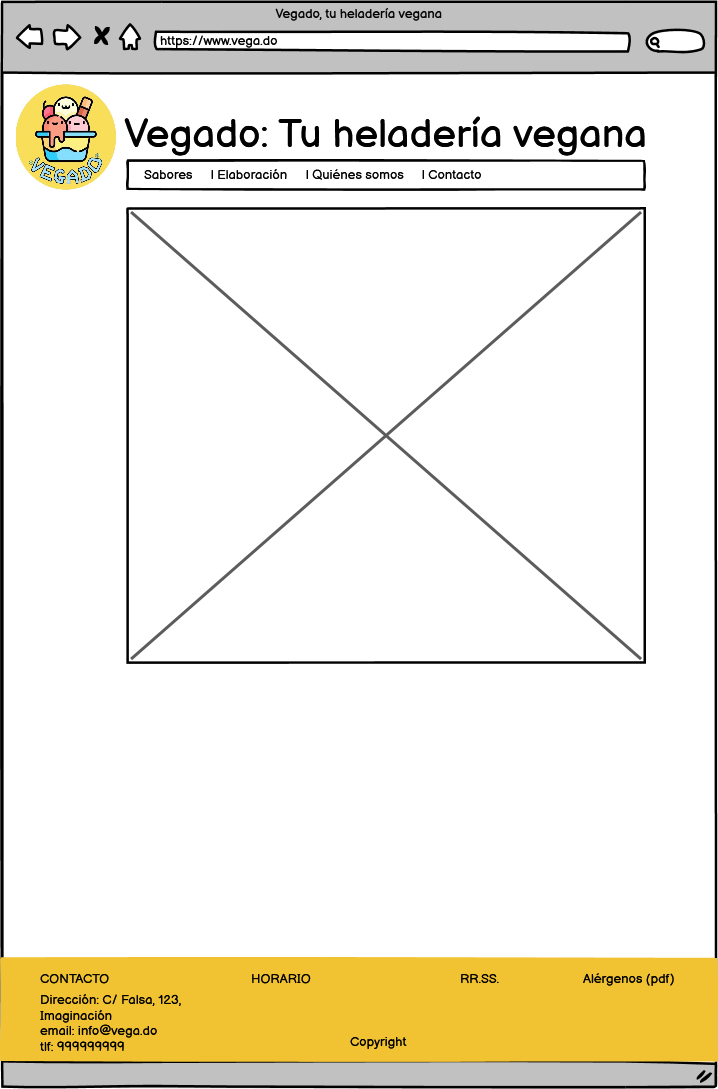 Vegado, tu heladería vegana
https://www.vega.do
VEGADO
Vegado: Tu heladería vegana
Sabores | Elaboración | Quiénes somos | Contacto
CONTACTO
Dirección: C/ Falsa, 123,
Imaginación
email: info@vega.do
tlf: 999999999
HORARIO
RR.SS.
Alérgenos (pdf)
Copyright